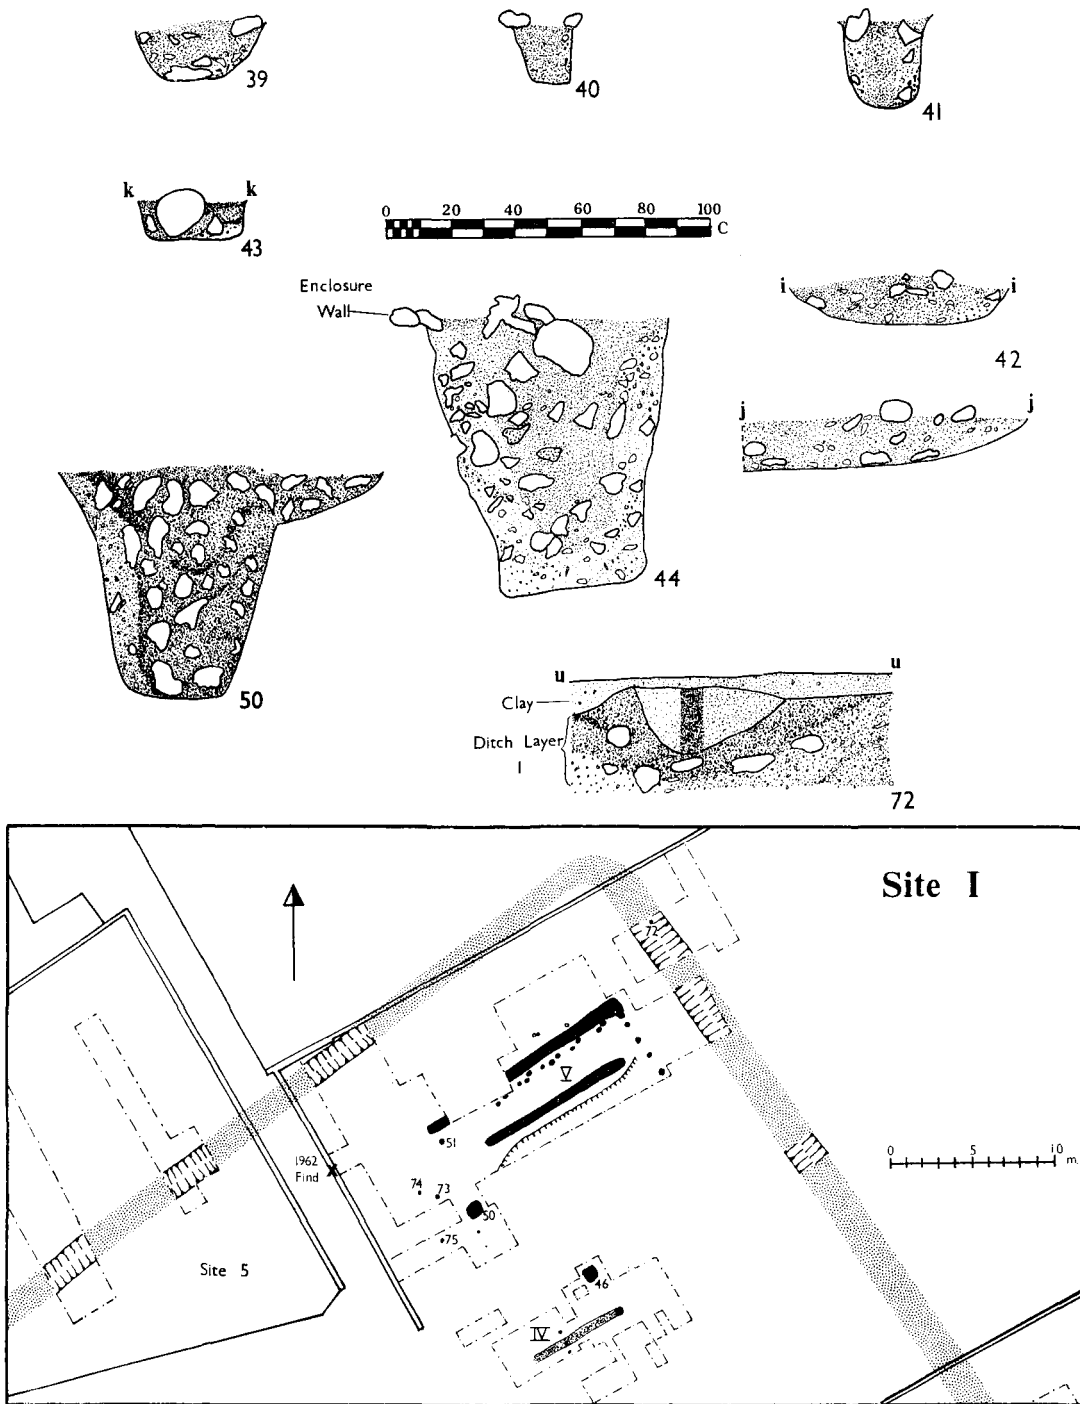 39
40
41
k k
43
0 20 40 60 80 100
C
Enclosure
Wall
i i
42
j j
44
50
u u
Clay
Ditch Layer
I
72
Site I
72
V
51
1962
Find
74 73
50
75
0 5 10
m.
Site 5
46
IV